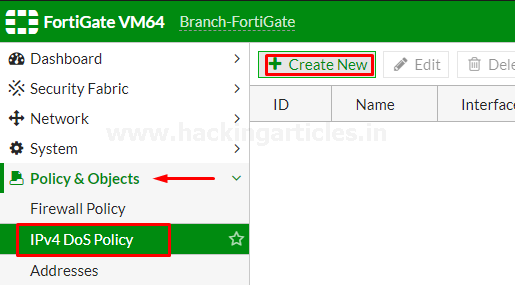 FortiGate VM64 Branch-FortiGate
Dashboard
Security Fabric
Network
System
Policy & Objects
Firewall Policy
IPv4 DoS Policy
Addresses
Create New Edit Dele
ID Name Interfac
www.hackingarticles.in